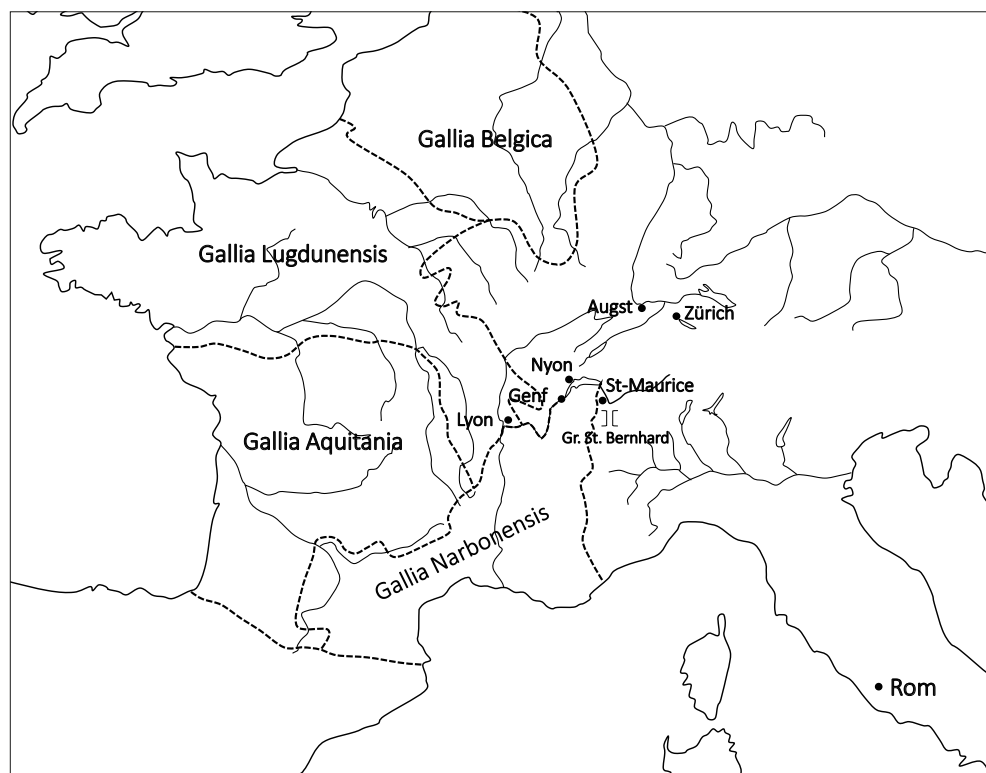 Gallia Belgica
Gallia Lugdunensis
Augst
Zürich
Nyon
St-Maurice
Genf
Lyon
Gr. St. Bernhard
Gallia Aquitania
Gallia Narbonensis
Rom